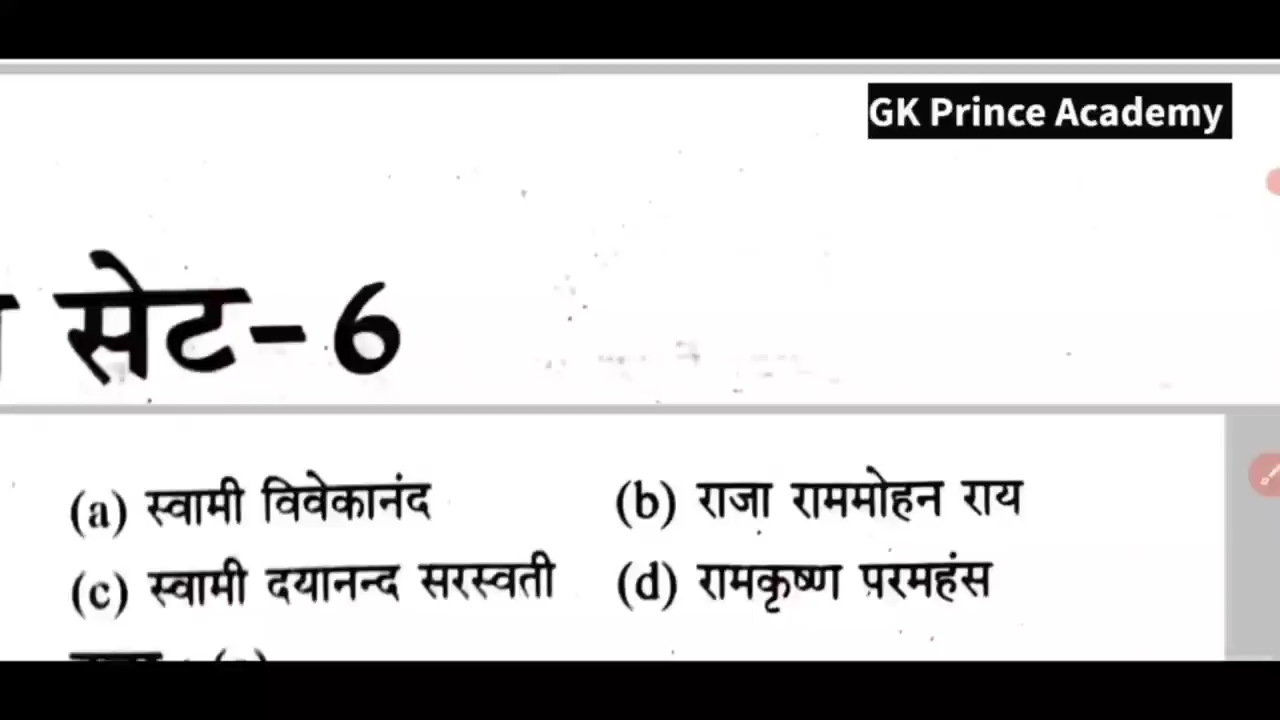 GK Prince Academy
सेट-6
(a) स्वामी विवेकानंद (b) राजा राममोहन राय
(c) स्वामी दयानन्द सरस्वती (d) रामकृष्ण परमहंस